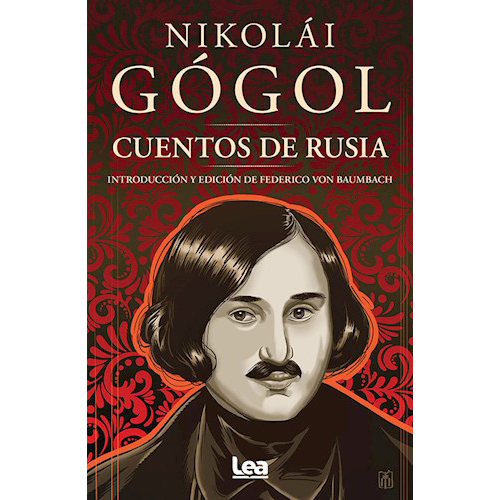 NIKOLÁI
GÓGOL
CUENTOS DE RUSIA
INTRODUCCIÓN Y EDICIÓN DE FEDERICO VON BAUMBACH
Lea